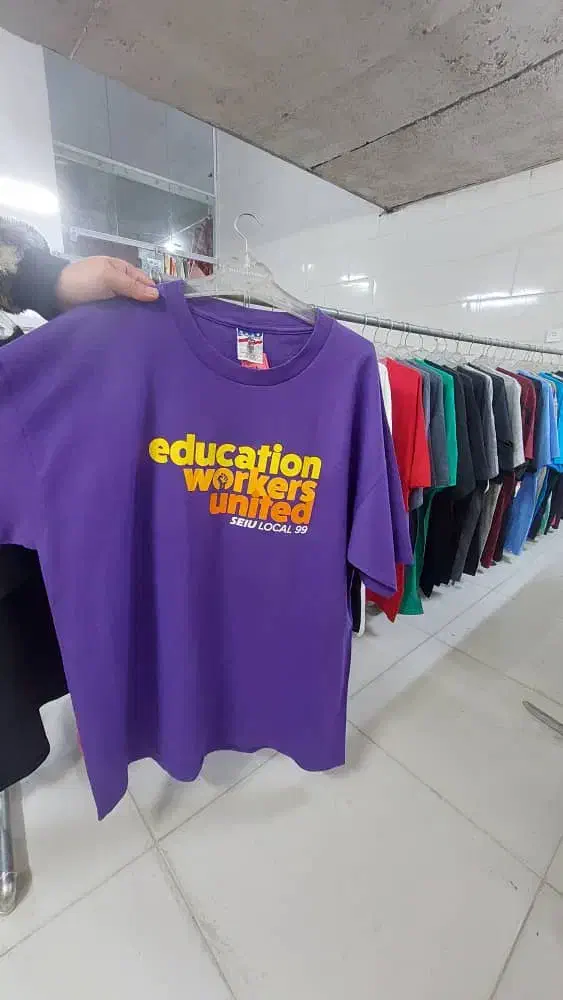 education
workers
united
SEIU LOCAL 99